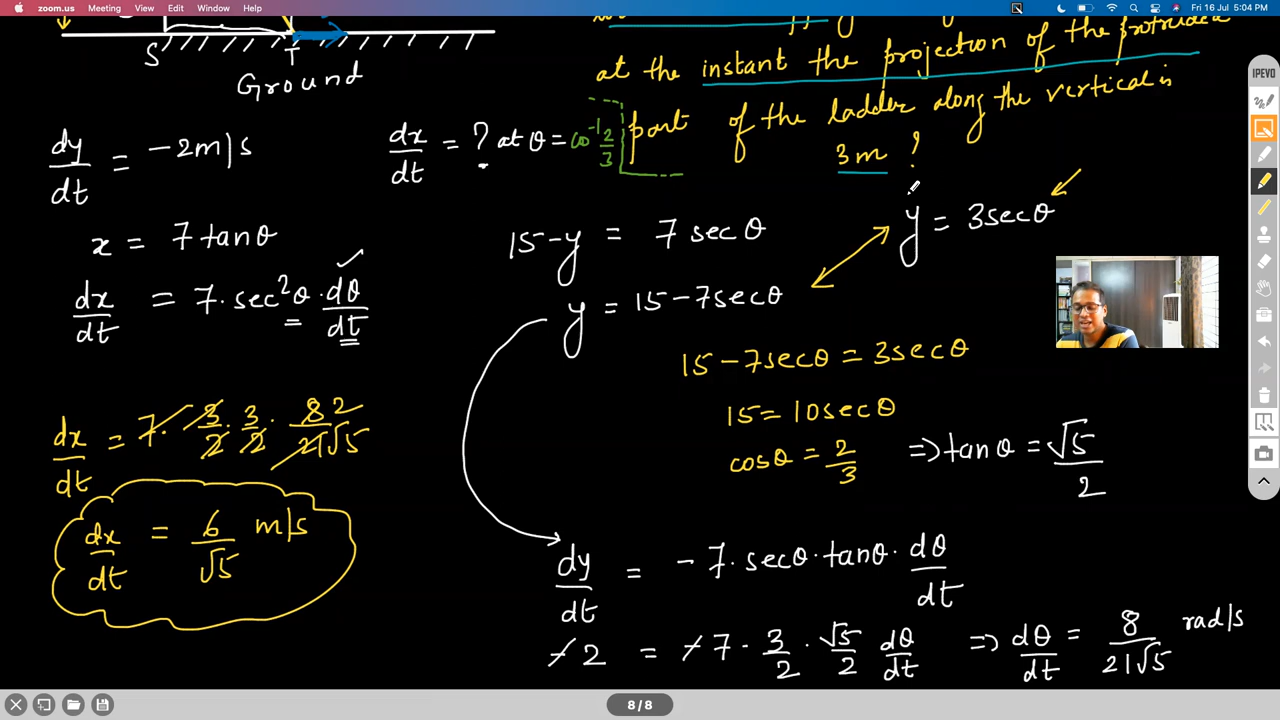 zoom.us Meeting View Edit Window Help Fri 16 Jul 5:04 PM
at the instant the projection of the protruded
part of the ladder along the vertical is
3m ?
S T
Ground
dy/dt = -2m/s
dx/dt = ? at θ = cos⁻¹ 2/3
x = 7 tanθ
dx/dt = 7·sec²θ·dθ/dt
15-y = 7 secθ
y = 15-7secθ
y = 3secθ
15-7secθ = 3secθ
15 = 10secθ
cosθ = 2/3 ⇒ tanθ = √5/2
dx/dt = 7·3/2·3/2·8 2/21√5
dx/dt = 6/√5 m/s
dy/dt = -7·secθ·tanθ·dθ/dt
-2 = -7·3/2·√5/2 dθ/dt ⇒ dθ/dt = 8/21√5 rad/s
IPEVO
8/8